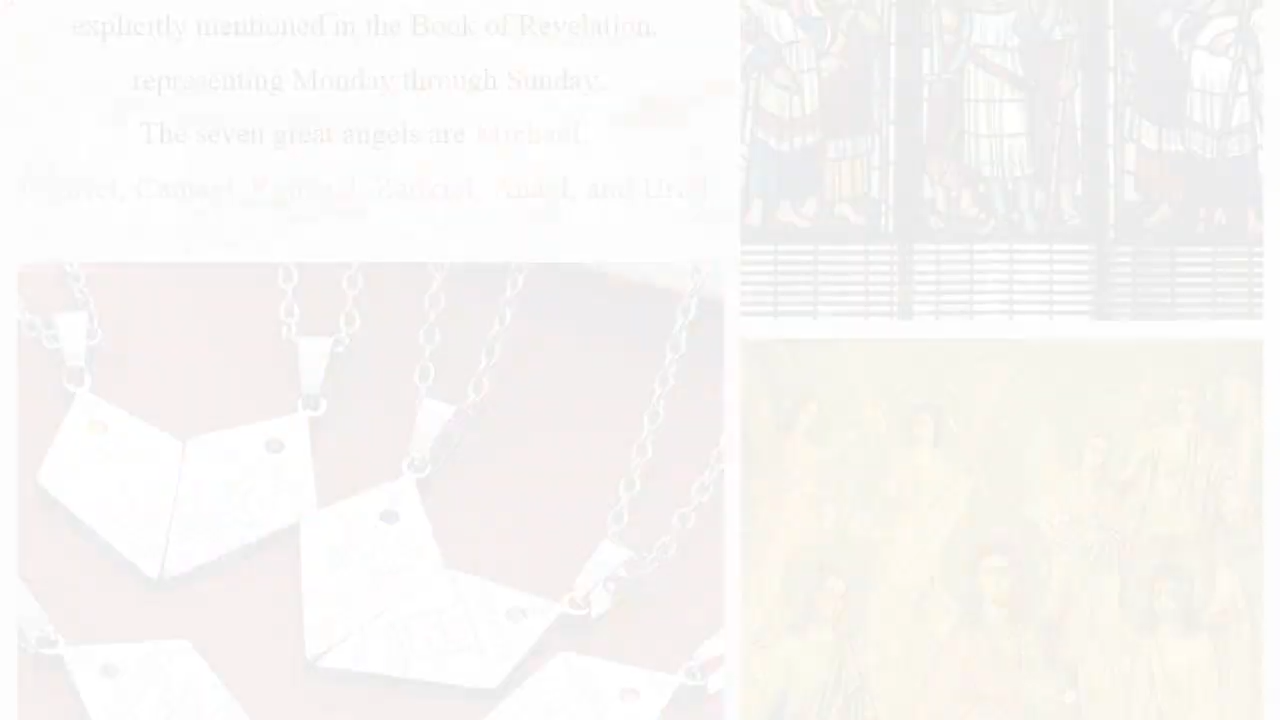 explicitly mentioned in the Book of Revelation,
representing Monday through Sunday.
The seven great angels are Michael,
Camael, Zadkiel, Anael, and Uriel